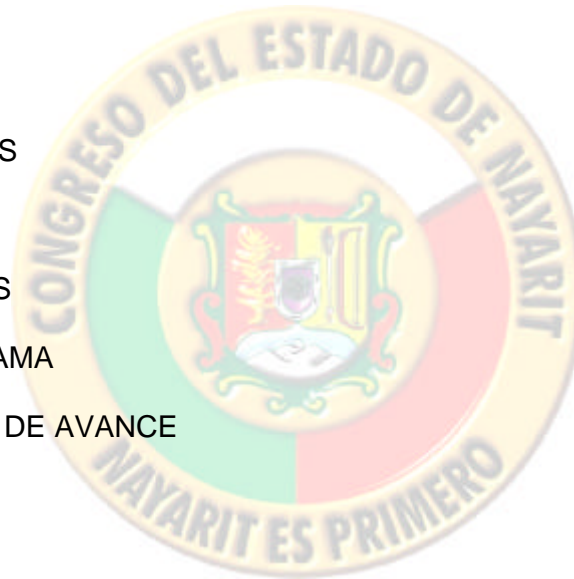 CONGRESO DEL ESTADO DE NAYARIT
S
S
AMA
DE AVANCE
NAYARIT ES PRIMERO